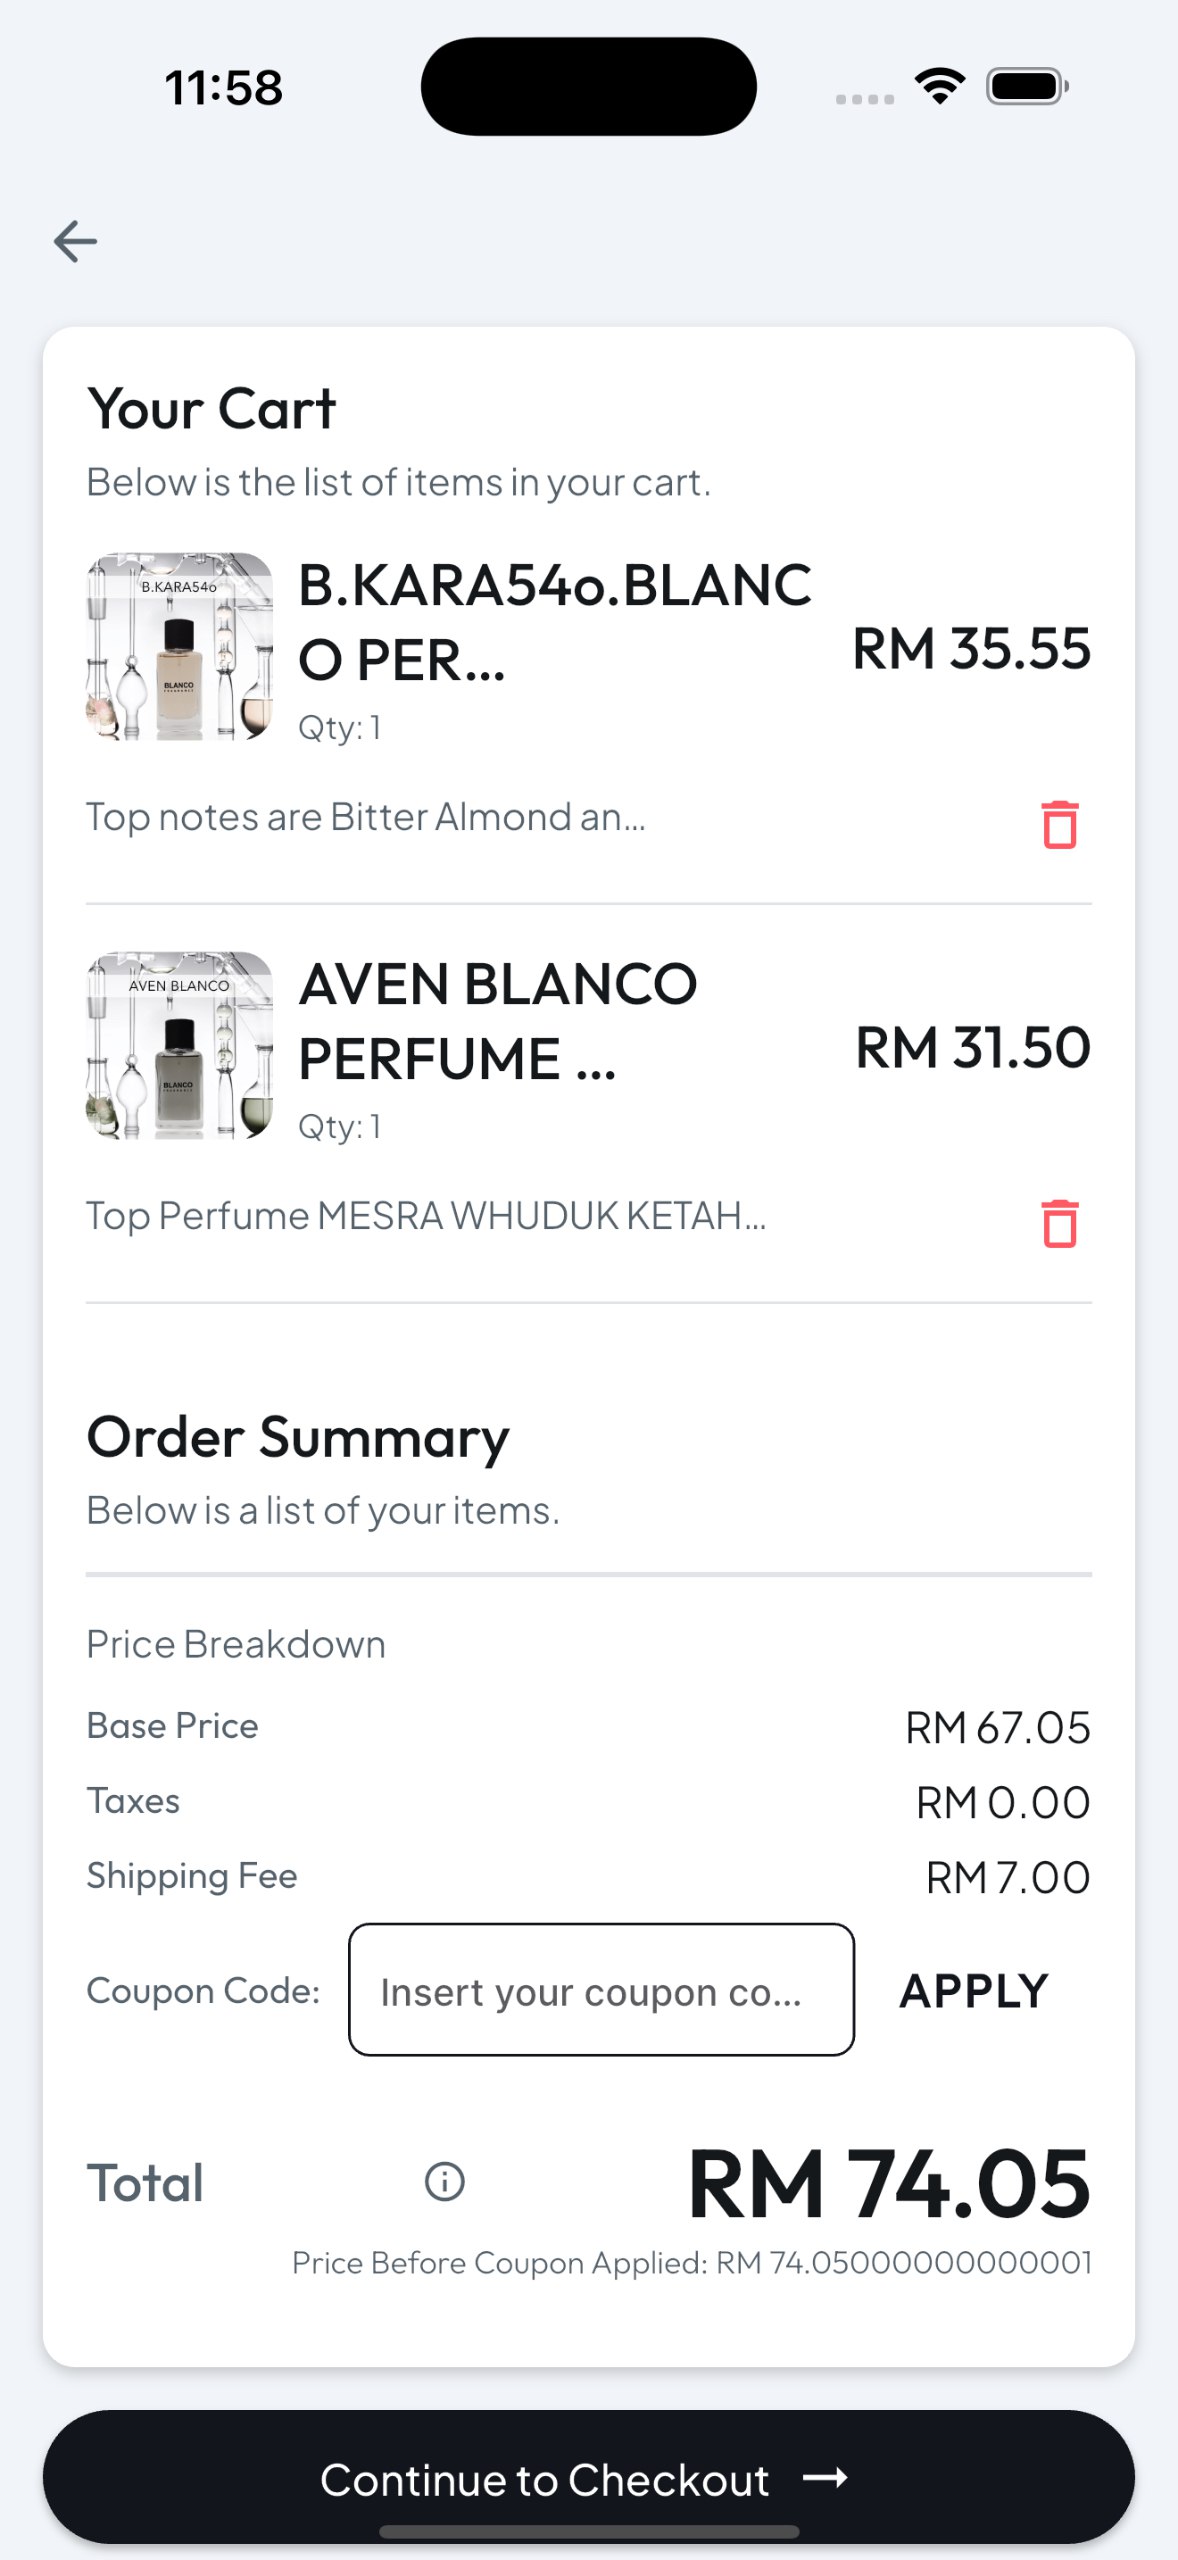 11:58
Your Cart
Below is the list of items in your cart.
B.KARA54o
BLANCO
FRAGRANCE
B.KARA54o.BLANC
O PER...
RM 35.55
Qty: 1
Top notes are Bitter Almond an...
AVEN BLANCO
BLANCO
FRAGRANCE
AVEN BLANCO
PERFUME ...
RM 31.50
Qty: 1
Top Perfume MESRA WHUDUK KETAH...
Order Summary
Below is a list of your items.
Price Breakdown
Base Price RM 67.05
Taxes RM 0.00
Shipping Fee RM 7.00
Coupon Code: Insert your coupon co... APPLY
Total RM 74.05
Price Before Coupon Applied: RM 74.05000000000001
Continue to Checkout →